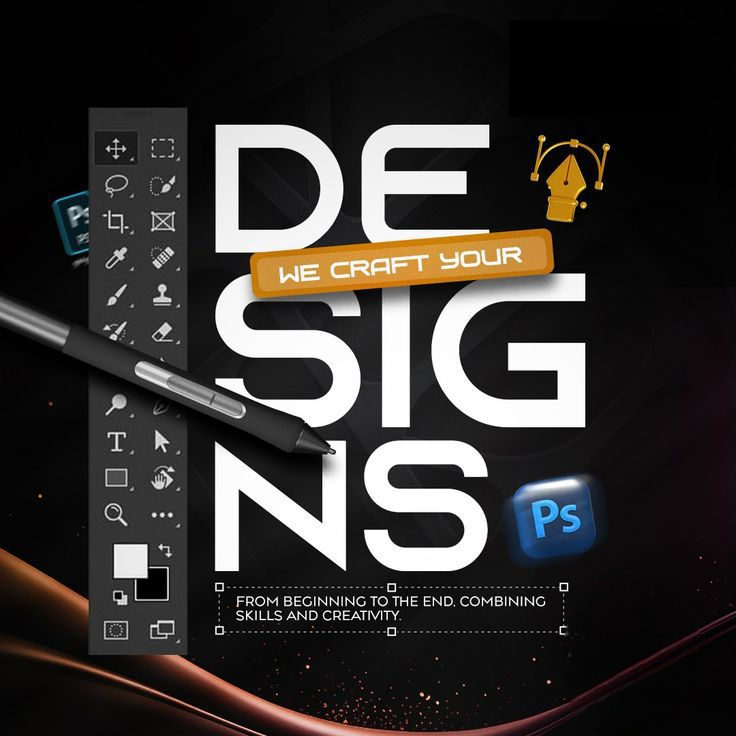 DE
WE CRAFT YOUR
SIG
NS
Ps
Ps
T
FROM BEGINNING TO THE END, COMBINING
SKILLS AND CREATIVITY.